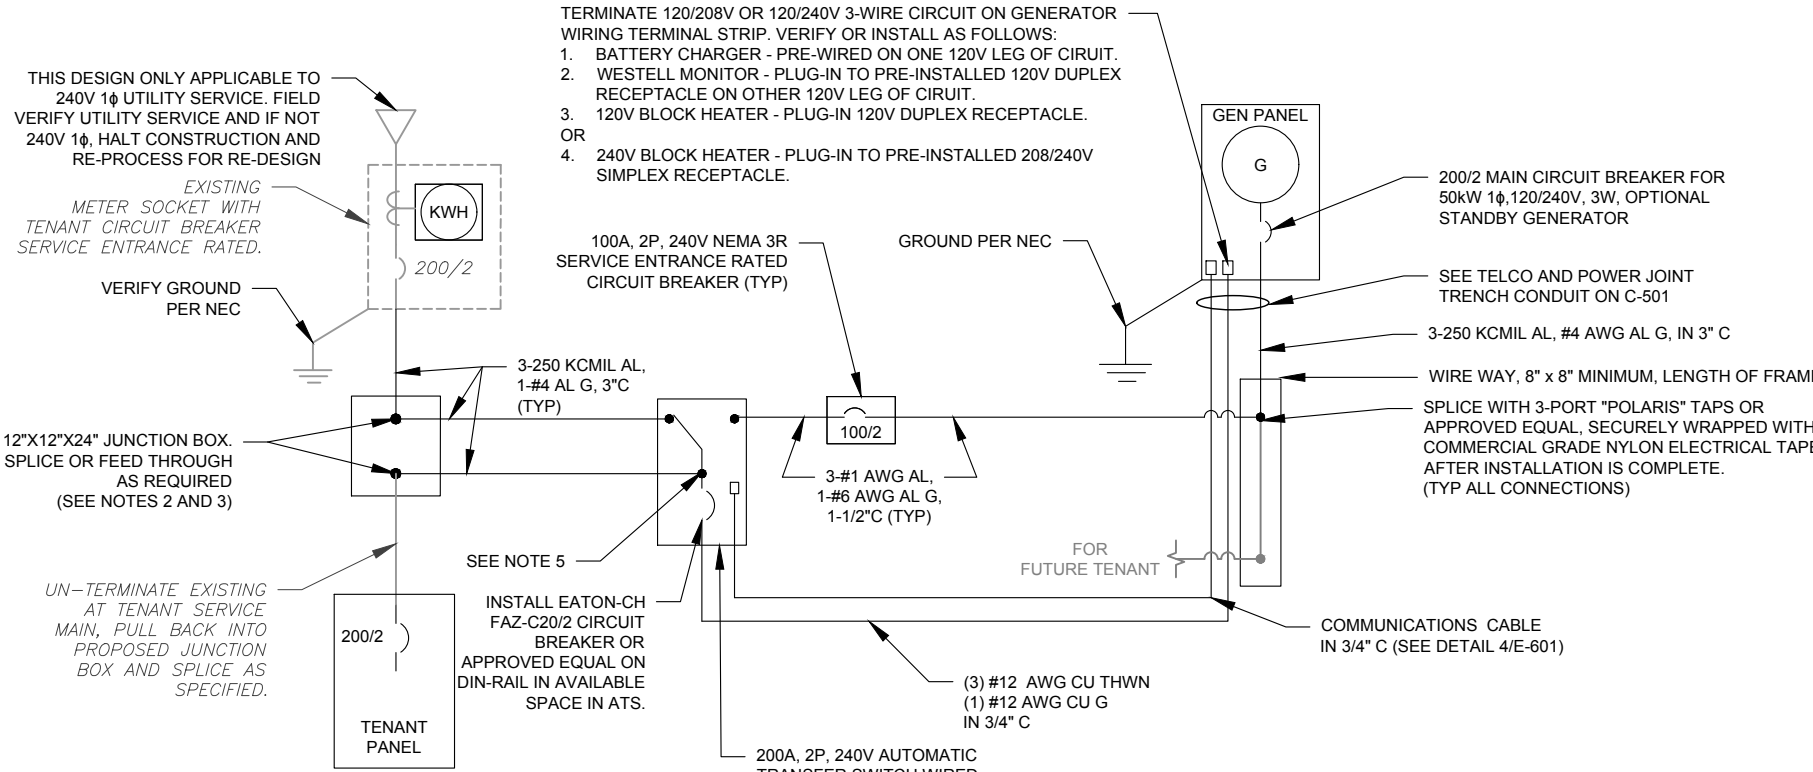 TERMINATE 120/208V OR 120/240V 3-WIRE CIRCUIT ON GENERATOR
WIRING TERMINAL STRIP. VERIFY OR INSTALL AS FOLLOWS:
1. BATTERY CHARGER - PRE-WIRED ON ONE 120V LEG OF CIRUIT.
2. WESTELL MONITOR - PLUG-IN TO PRE-INSTALLED 120V DUPLEX
RECEPTACLE ON OTHER 120V LEG OF CIRUIT.
3. 120V BLOCK HEATER - PLUG-IN 120V DUPLEX RECEPTACLE.
OR
4. 240V BLOCK HEATER - PLUG-IN TO PRE-INSTALLED 208/240V
SIMPLEX RECEPTACLE.
THIS DESIGN ONLY APPLICABLE TO
240V 1ϕ UTILITY SERVICE. FIELD
VERIFY UTILITY SERVICE AND IF NOT
240V 1ϕ, HALT CONSTRUCTION AND
RE-PROCESS FOR RE-DESIGN
EXISTING
METER SOCKET WITH
TENANT CIRCUIT BREAKER
SERVICE ENTRANCE RATED.
KWH
200/2
VERIFY GROUND
PER NEC
100A, 2P, 240V NEMA 3R
SERVICE ENTRANCE RATED
CIRCUIT BREAKER (TYP)
GROUND PER NEC
GEN PANEL
G
200/2 MAIN CIRCUIT BREAKER FOR
50kW 1ϕ,120/240V, 3W, OPTIONAL
STANDBY GENERATOR
SEE TELCO AND POWER JOINT
TRENCH CONDUIT ON C-501
3-250 KCMIL AL, #4 AWG AL G, IN 3" C
WIRE WAY, 8" x 8" MINIMUM, LENGTH OF
SPLICE WITH 3-PORT "POLARIS" TAPS OR
APPROVED EQUAL, SECURELY WRAPPED WITH
COMMERCIAL GRADE NYLON ELECTRICAL TAPE
AFTER INSTALLATION IS COMPLETE.
(TYP ALL CONNECTIONS)
3-250 KCMIL AL,
1-#4 AL G, 3"C
(TYP)
12"X12"X24" JUNCTION BOX.
SPLICE OR FEED THROUGH
AS REQUIRED
(SEE NOTES 2 AND 3)
100/2
3-#1 AWG AL,
1-#6 AWG AL G,
1-1/2"C (TYP)
SEE NOTE 5
FOR
FUTURE TENANT
UN-TERMINATE EXISTING
AT TENANT SERVICE
MAIN, PULL BACK INTO
PROPOSED JUNCTION
BOX AND SPLICE AS
SPECIFIED.
200/2
TENANT
PANEL
INSTALL EATON-CH
FAZ-C20/2 CIRCUIT
BREAKER OR
APPROVED EQUAL ON
DIN-RAIL IN AVAILABLE
SPACE IN ATS.
COMMUNICATIONS CABLE
IN 3/4" C (SEE DETAIL 4/E-601)
(3) #12 AWG CU THWN
(1) #12 AWG CU G
IN 3/4" C
200A, 2P, 240V AUTOMATIC
TRANSFER SWITCH WIRED